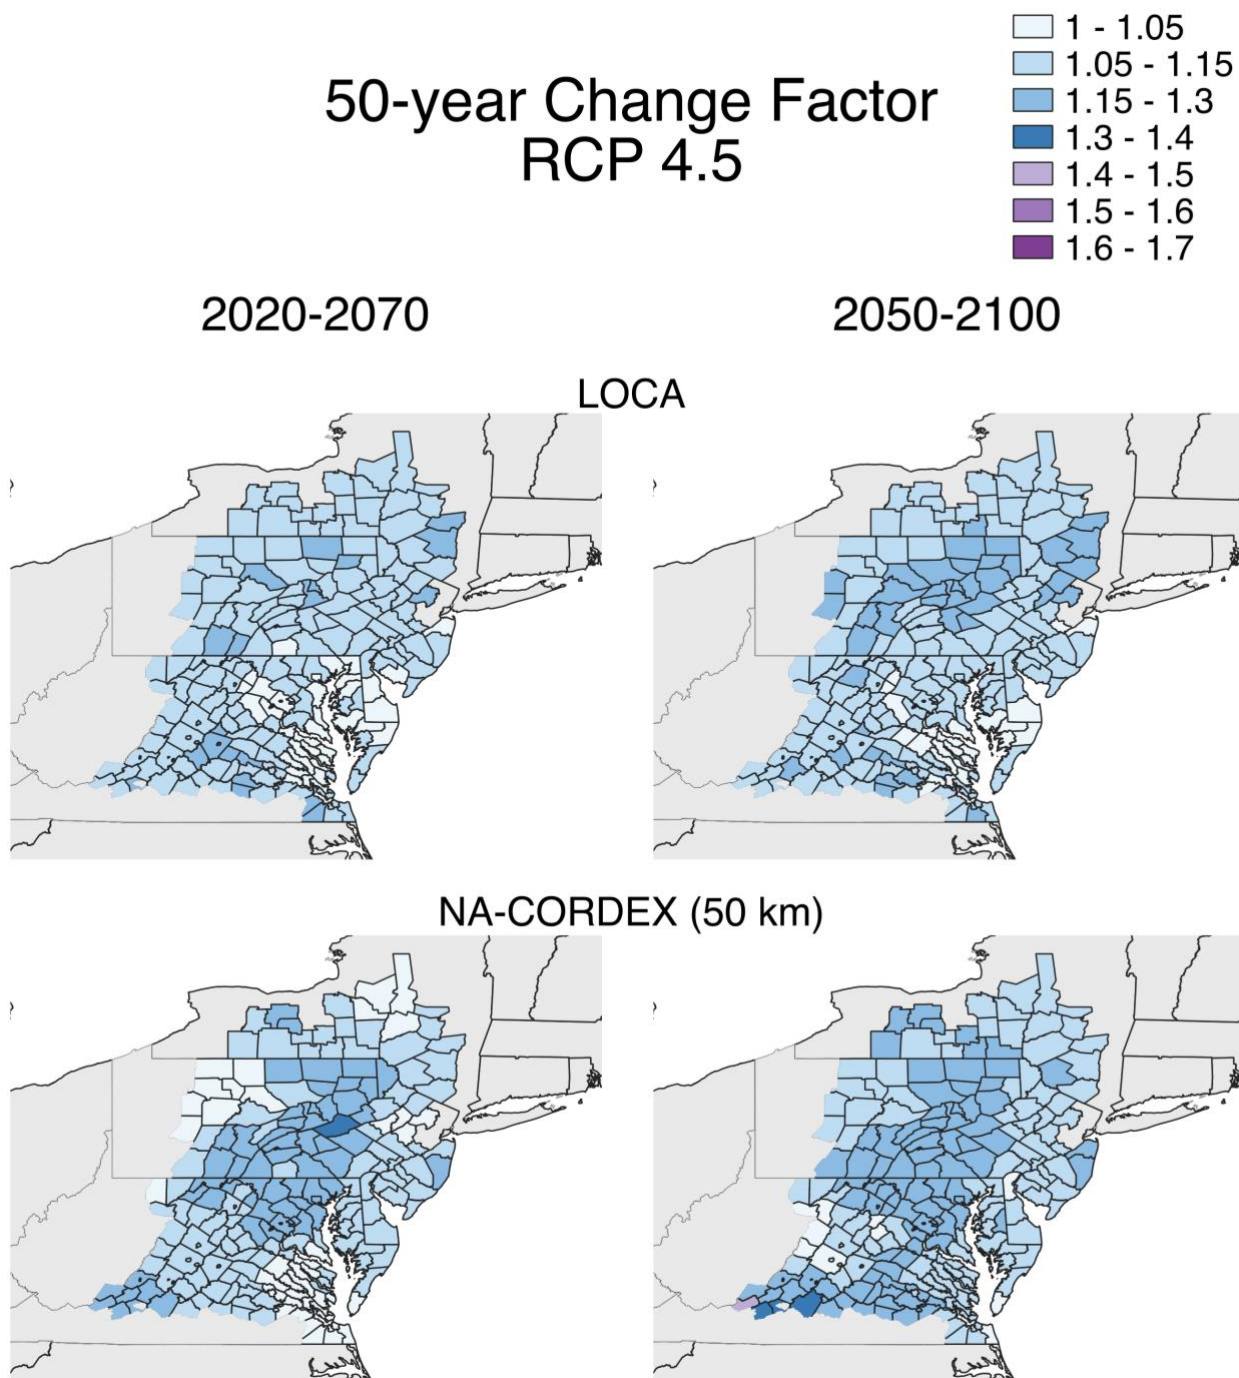 1 - 1.05
1.05 - 1.15
1.15 - 1.3
1.3 - 1.4
1.4 - 1.5
1.5 - 1.6
1.6 - 1.7
50-year Change Factor
RCP 4.5
2020-2070
2050-2100
LOCA
NA-CORDEX (50 km)